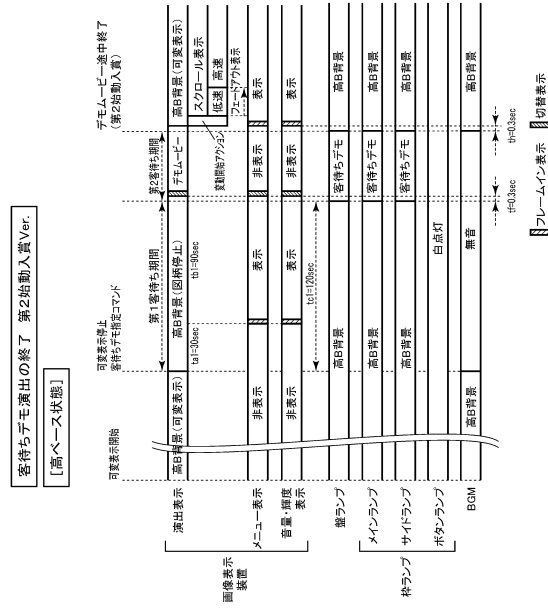 客待ちデモ演出の終了　第２始動入賞Ver.
[高ベース状態]
可変表示開始
可変表示停止
客待ちデモ指定コマンド
デモムービー途中終了
(第２始動入賞)
第１客待ち期間
第２客待ち期間
画像表示
装置
演出表示
高B背景(可変表示)
高B背景(図柄停止)
デモムービー
高B背景(可変表示)
ta1=30sec
tb1=90sec
スクロール表示
変動開始アクション
低速
高速
フェードアウト表示
メニュー表示
非表示
表示
非表示
表示
音量・輝度
表示
非表示
表示
非表示
表示
tc1=120sec
盤ランプ
高B背景
客待ちデモ
高B背景
枠ランプ
メインランプ
高B背景
客待ちデモ
高B背景
サイドランプ
高B背景
客待ちデモ
高B背景
ボタンランプ
白点灯
BGM
高B背景
無音
高B背景
tf=0.3sec
th=0.3sec
フレームイン表示
切替表示